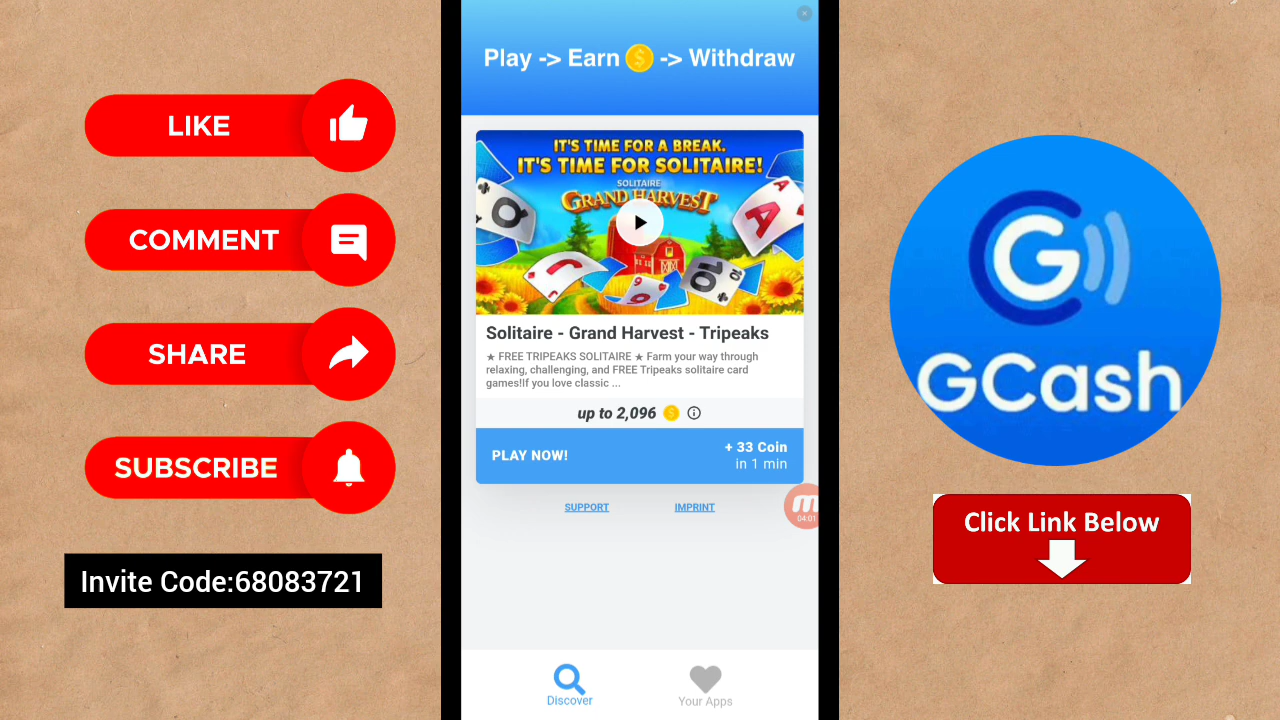 LIKE
COMMENT
SHARE
SUBSCRIBE
Invite Code:68083721
Play -> Earn $ -> Withdraw
IT'S TIME FOR A BREAK.
IT'S TIME FOR SOLITAIRE!
SOLITAIRE
GRAND HARVEST
Q
A
J
9
6
10
Solitaire - Grand Harvest - Tripeaks
★ FREE TRIPEAKS SOLITAIRE ★ Farm your way through
relaxing, challenging, and FREE Tripeaks solitaire card
games!If you love classic ...
up to 2,096 $
PLAY NOW!
+ 33 Coin
in 1 min
SUPPORT
IMPRINT
04:01
Discover
Your Apps
G
GCash
Click Link Below